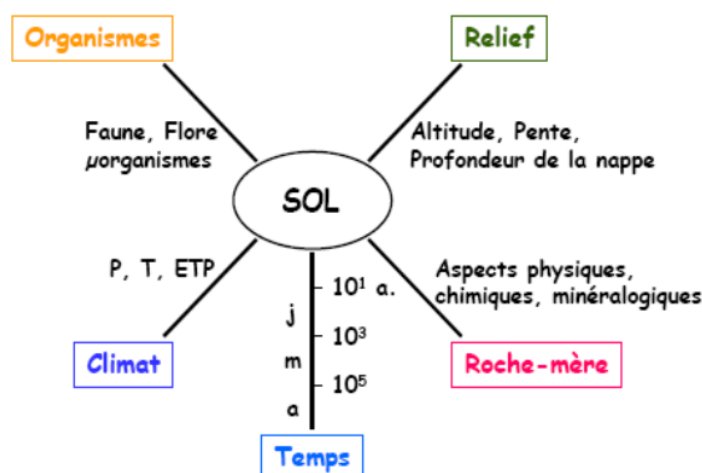 Organismes
Relief
Faune, Flore
µorganismes
Altitude, Pente,
Profondeur de la nappe
SOL
P, T, ETP
Aspects physiques,
chimiques, minéralogiques
10¹ a.
j
10³
m
10⁵
a
Climat
Roche-mère
Temps